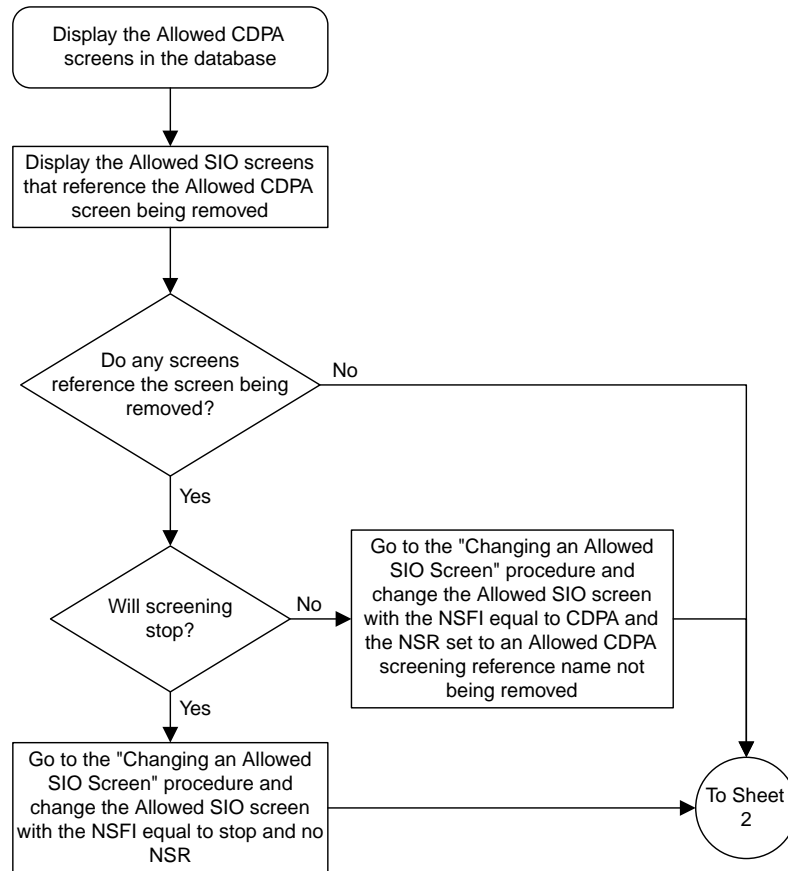 Display the Allowed CDPA
screens in the database
Display the Allowed SIO screens
that reference the Allowed CDPA
screen being removed
Do any screens
reference the screen being
removed?
No
Yes
Will screening
stop?
No
Go to the "Changing an Allowed
SIO Screen" procedure and
change the Allowed SIO screen
with the NSFI equal to CDPA and
the NSR set to an Allowed CDPA
screening reference name not
being removed
Yes
Go to the "Changing an Allowed
SIO Screen" procedure and
change the Allowed SIO screen
with the NSFI equal to stop and no
NSR
To Sheet
2